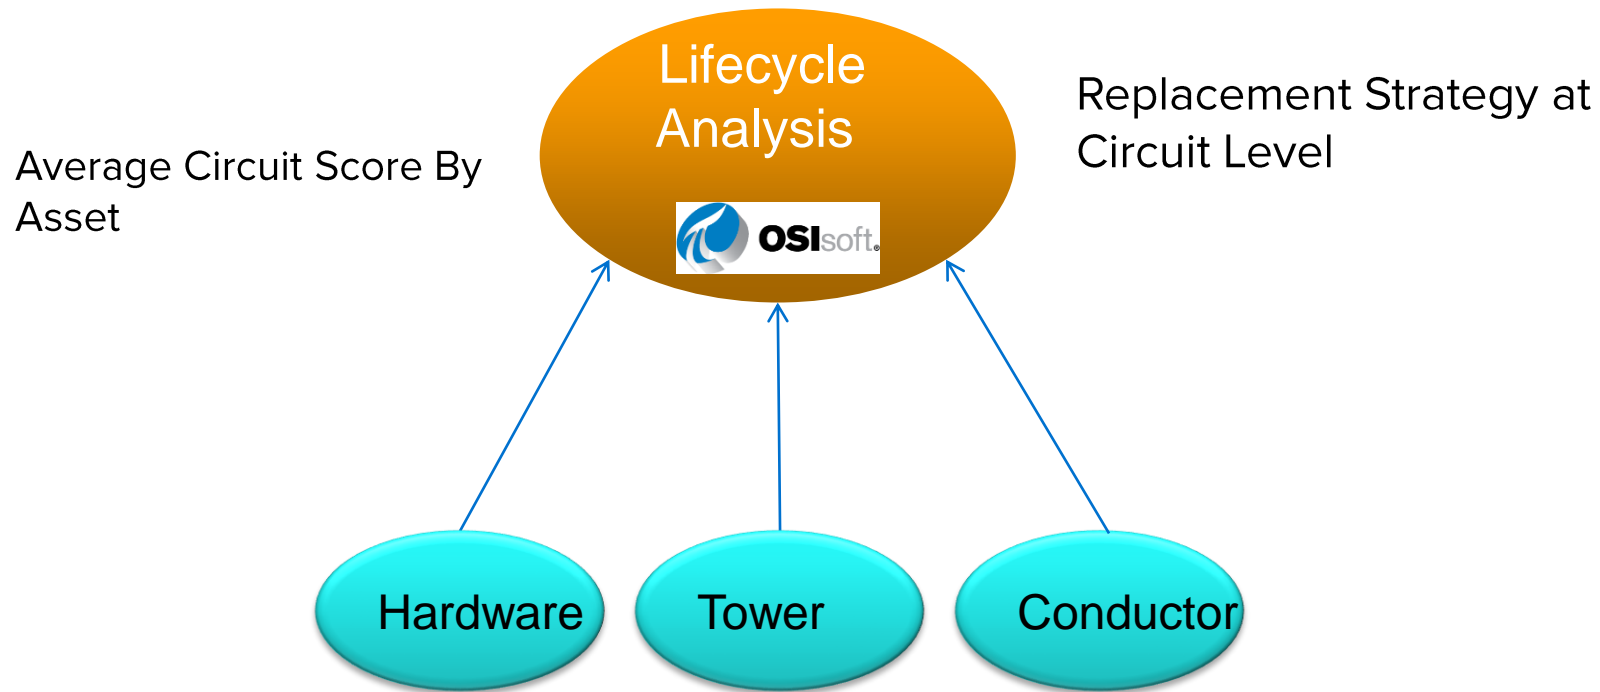 Lifecycle
Analysis
OSIsoft®
Average Circuit Score By
Asset
Replacement Strategy at
Circuit Level
Hardware
Tower
Conductor